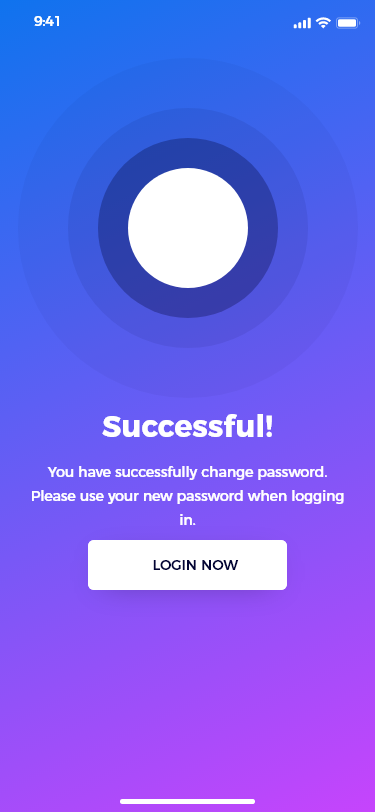 9:41
Successful!
You have successfully change password.
Please use your new password when logging
in.
LOGIN NOW